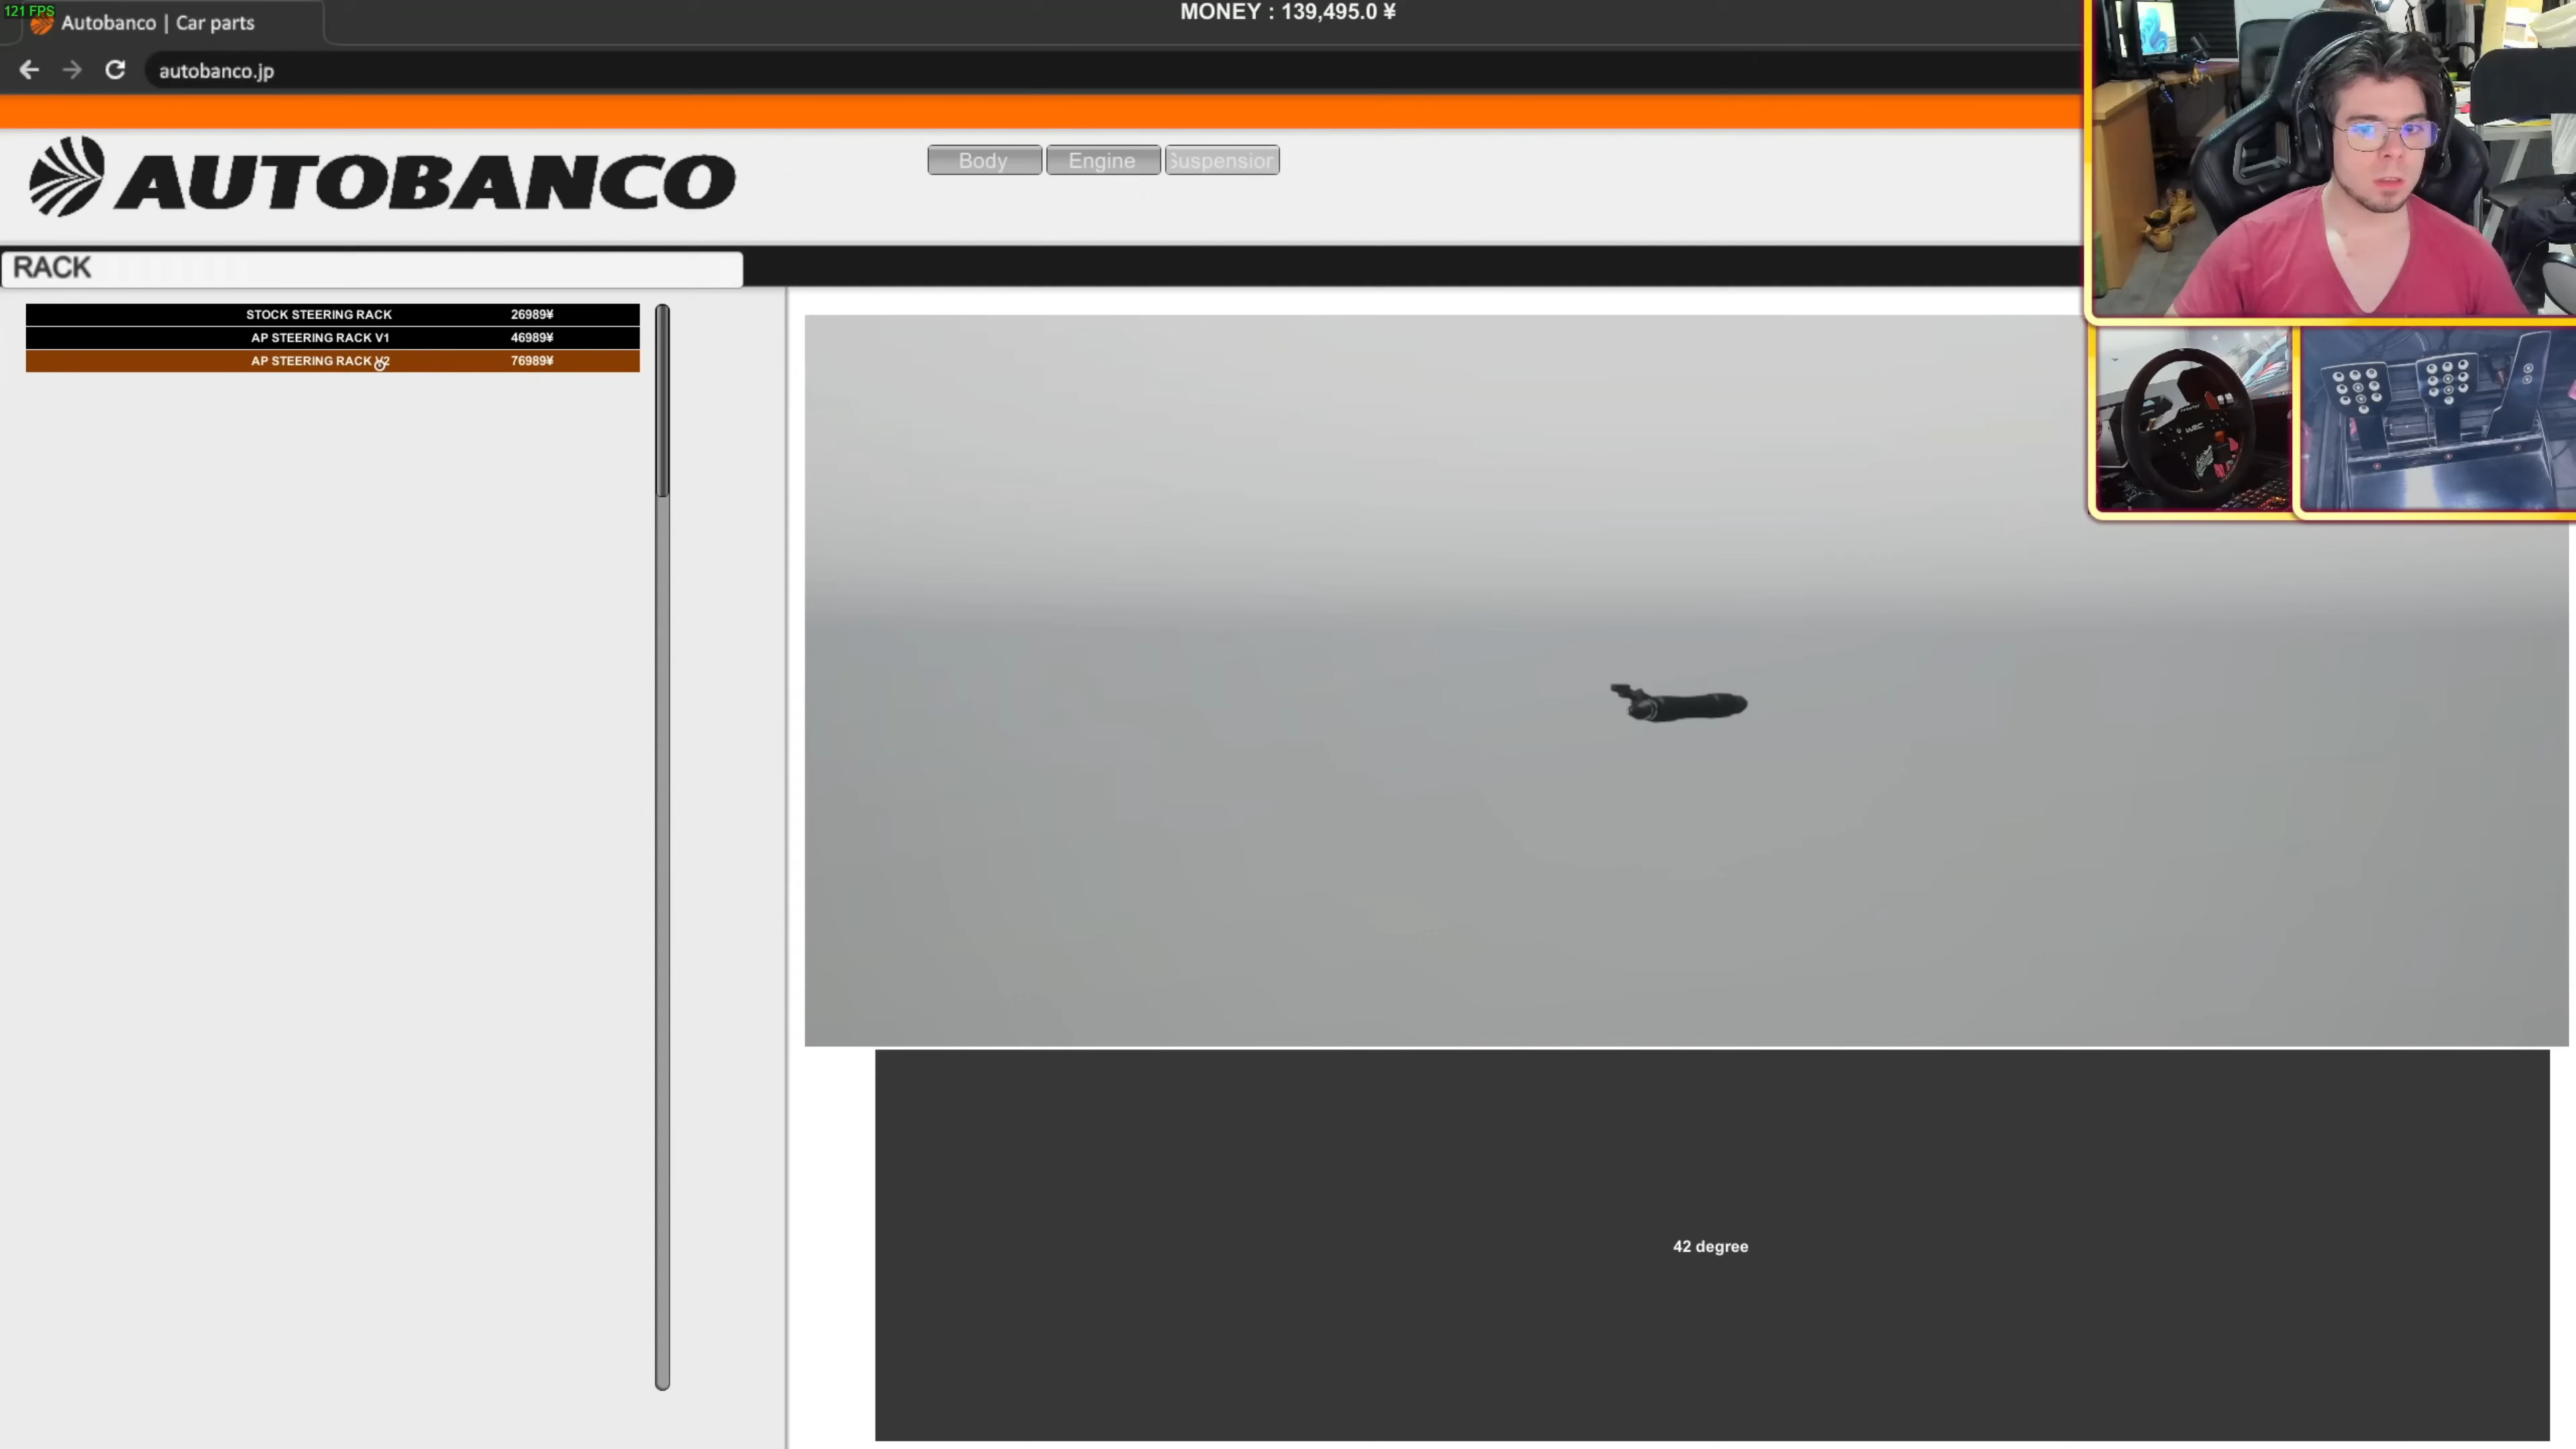 121 FPS
Autobanco | Car parts
MONEY : 139,495.0 ¥
autobanco.jp
AUTOBANCO
Body
Engine
Suspension
RACK
STOCK STEERING RACK 26989¥
AP STEERING RACK V1 46989¥
AP STEERING RACK V2 76989¥
42 degree